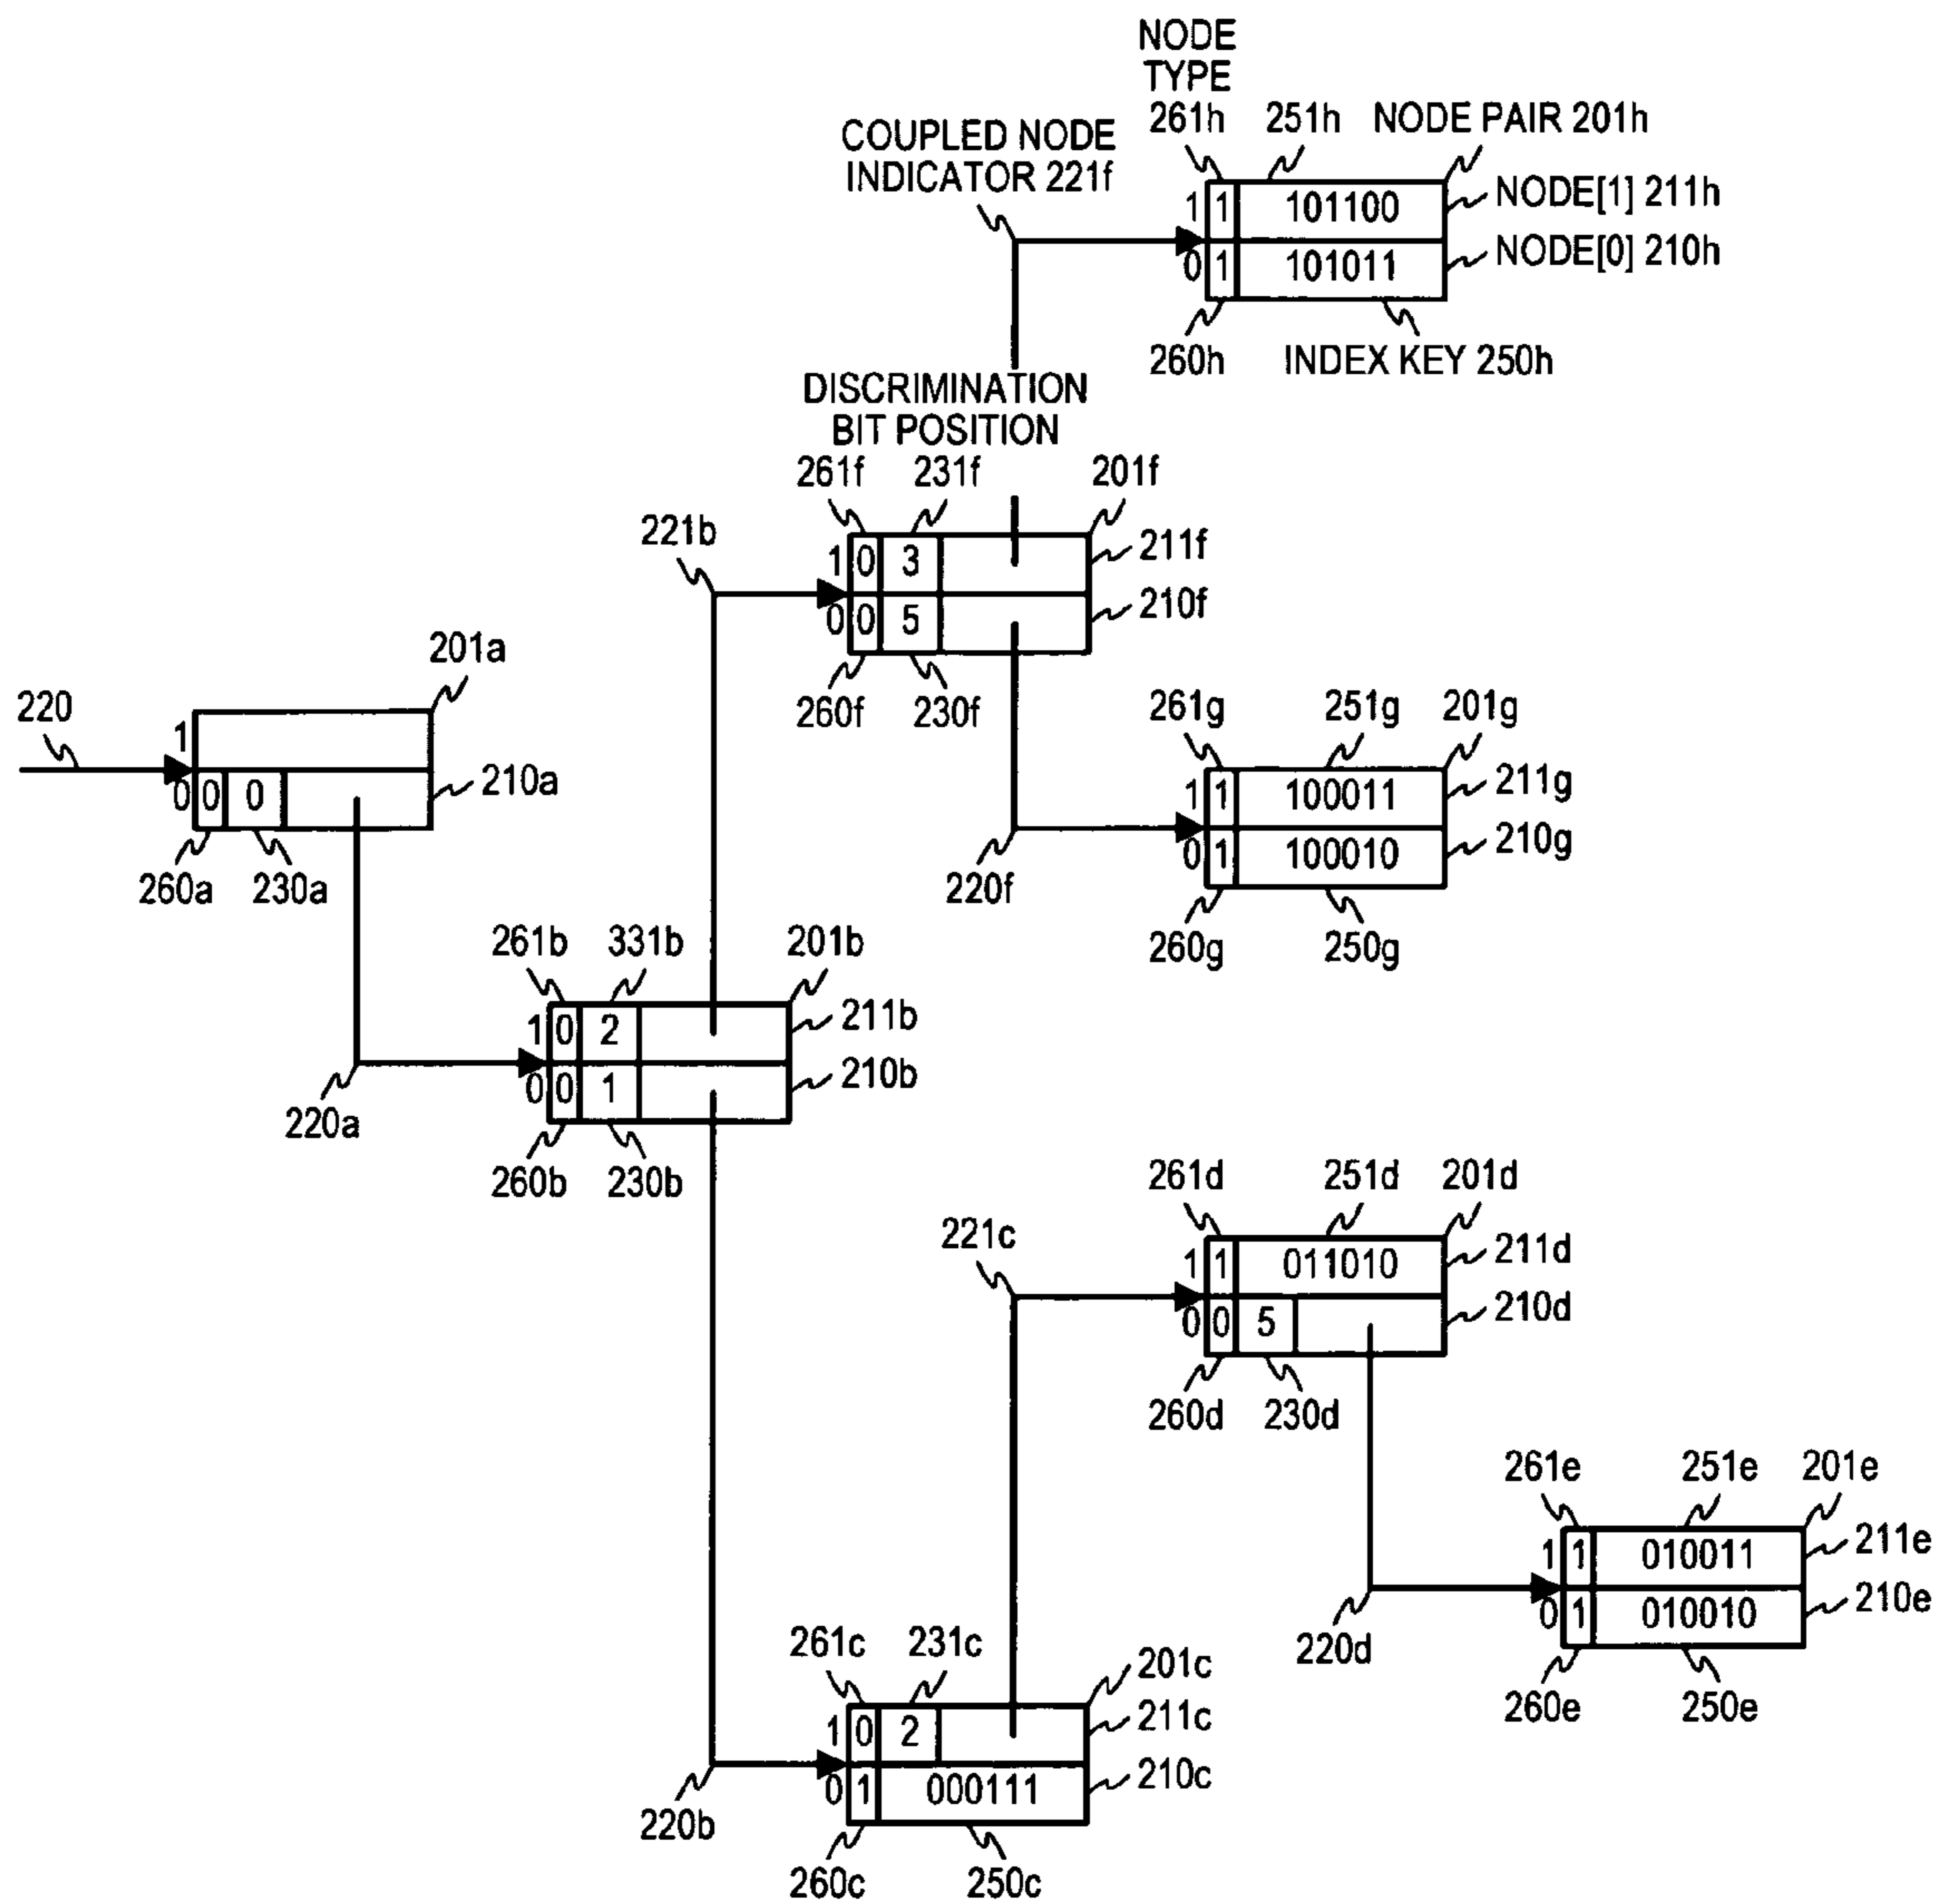 NODE
TYPE
261h 251h NODE PAIR 201h
COUPLED NODE
INDICATOR 221f
1 1 101100 NODE[1] 211h
0 1 101011 NODE[0] 210h
260h INDEX KEY 250h
DISCRIMINATION
BIT POSITION
261f 231f 201f
221b
1 0 3 211f
0 0 5 210f
260f 230f
201a
220
1
0 0 0 210a
260a 230a
261g 251g 201g
1 1 100011 211g
0 1 100010 210g
220f
260g 250g
261b 331b 201b
1 0 2 211b
0 0 1 210b
220a
260b 230b
261d 251d 201d
221c
1 1 011010 211d
0 0 5 210d
260d 230d
261e 251e 201e
1 1 010011 211e
0 1 010010 210e
220d
260e 250e
261c 231c 201c
1 0 2 211c
0 1 000111 210c
220b
260c 250c